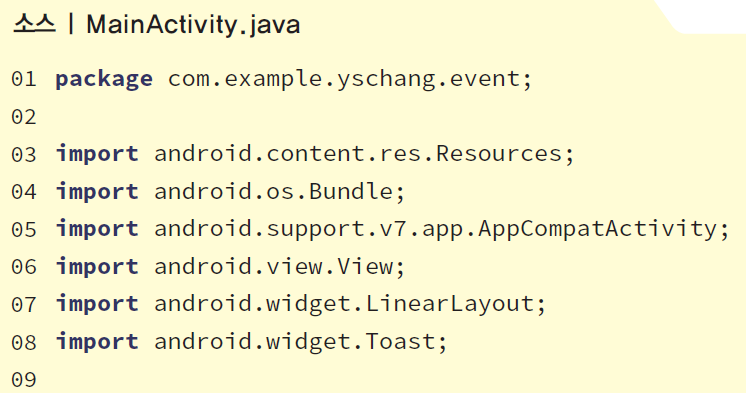 소스 | MainActivity.java
01 package com.example.yschang.event;
02
03 import android.content.res.Resources;
04 import android.os.Bundle;
05 import android.support.v7.app.AppCompatActivity;
06 import android.view.View;
07 import android.widget.LinearLayout;
08 import android.widget.Toast;
09